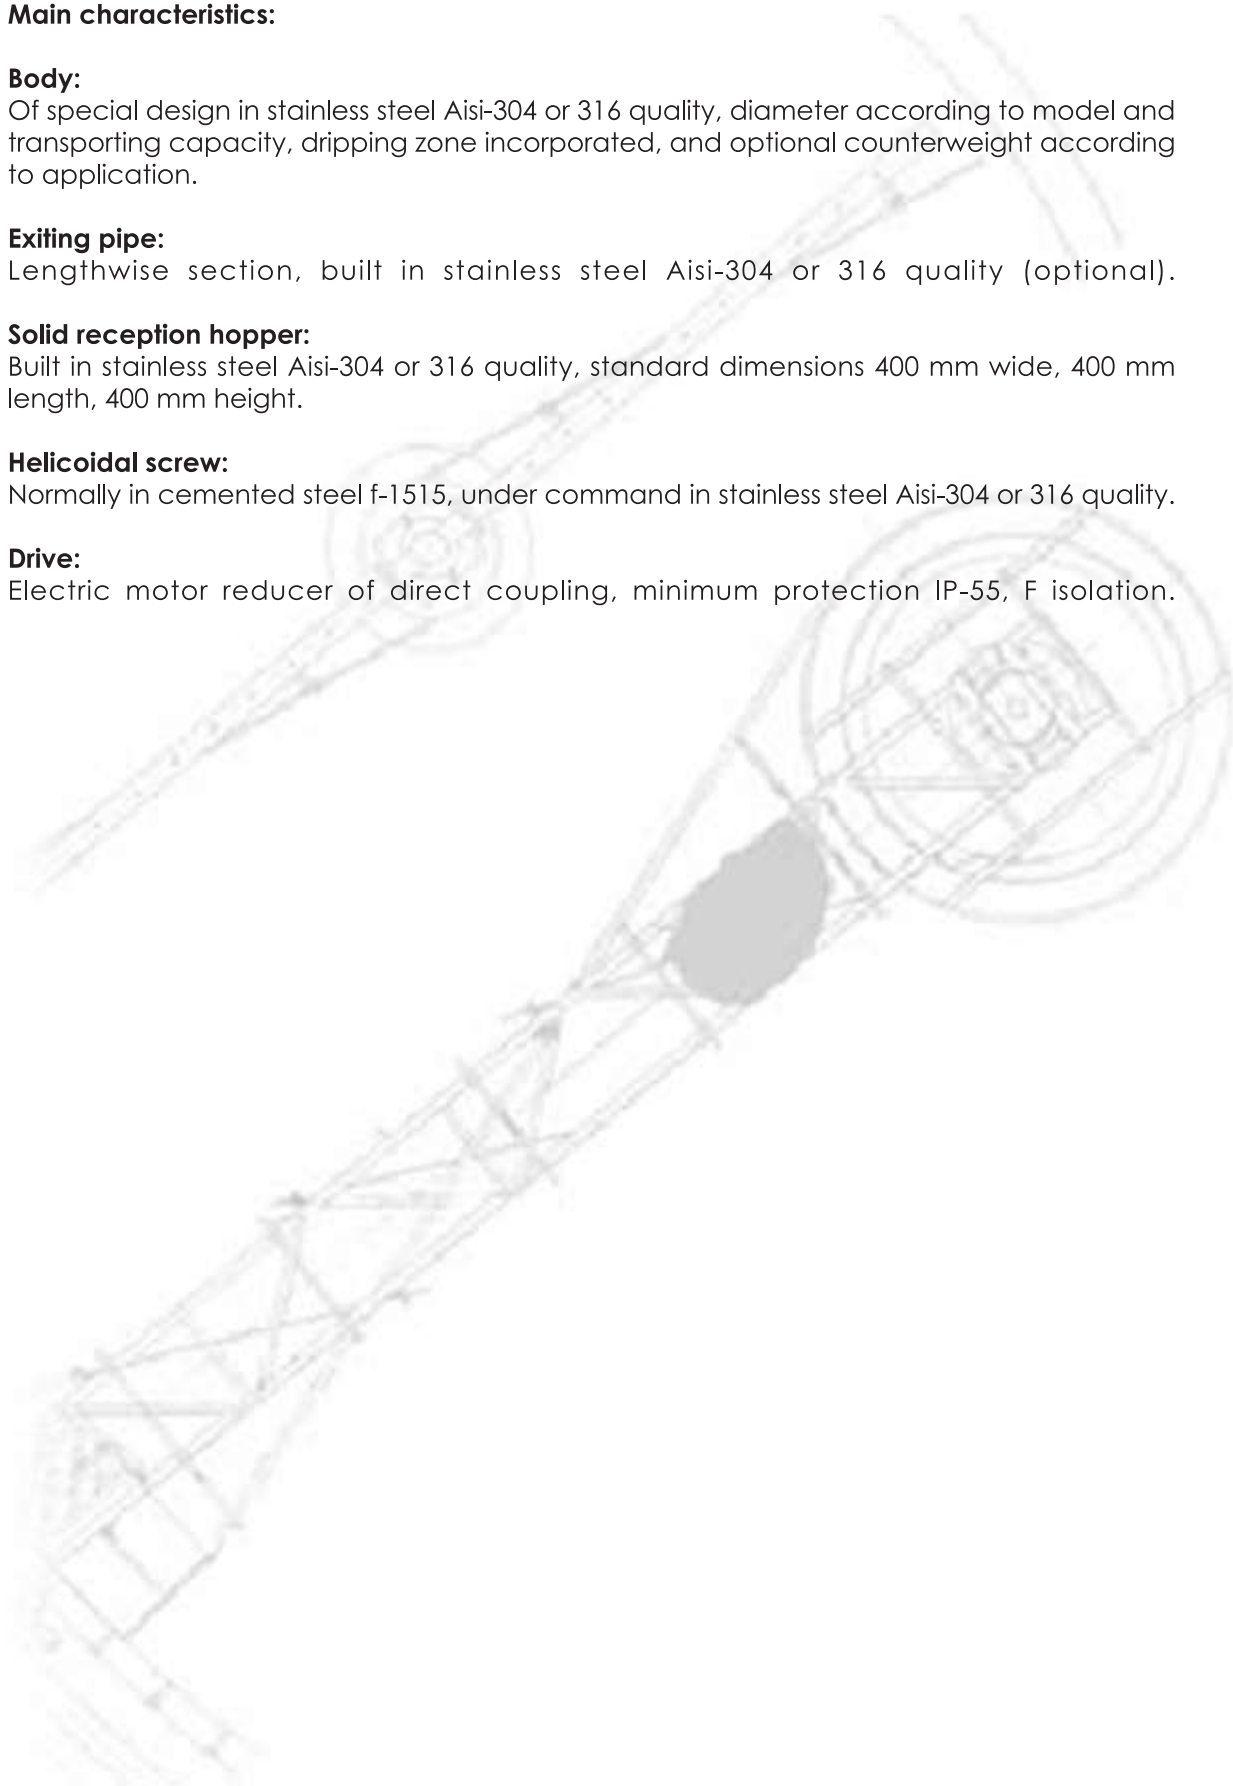 Main characteristics:
Body:
Of special design in stainless steel Aisi-304 or 316 quality, diameter according to model and
transporting capacity, dripping zone incorporated, and optional counterweight according
to application.
Exiting pipe:
Lengthwise section, built in stainless steel Aisi-304 or 316 quality (optional).
Solid reception hopper:
Built in stainless steel Aisi-304 or 316 quality, standard dimensions 400 mm wide, 400 mm
length, 400 mm height.
Helicoidal screw:
Normally in cemented steel f-1515, under command in stainless steel Aisi-304 or 316 quality.
Drive:
Electric motor reducer of direct coupling, minimum protection IP-55, F isolation.